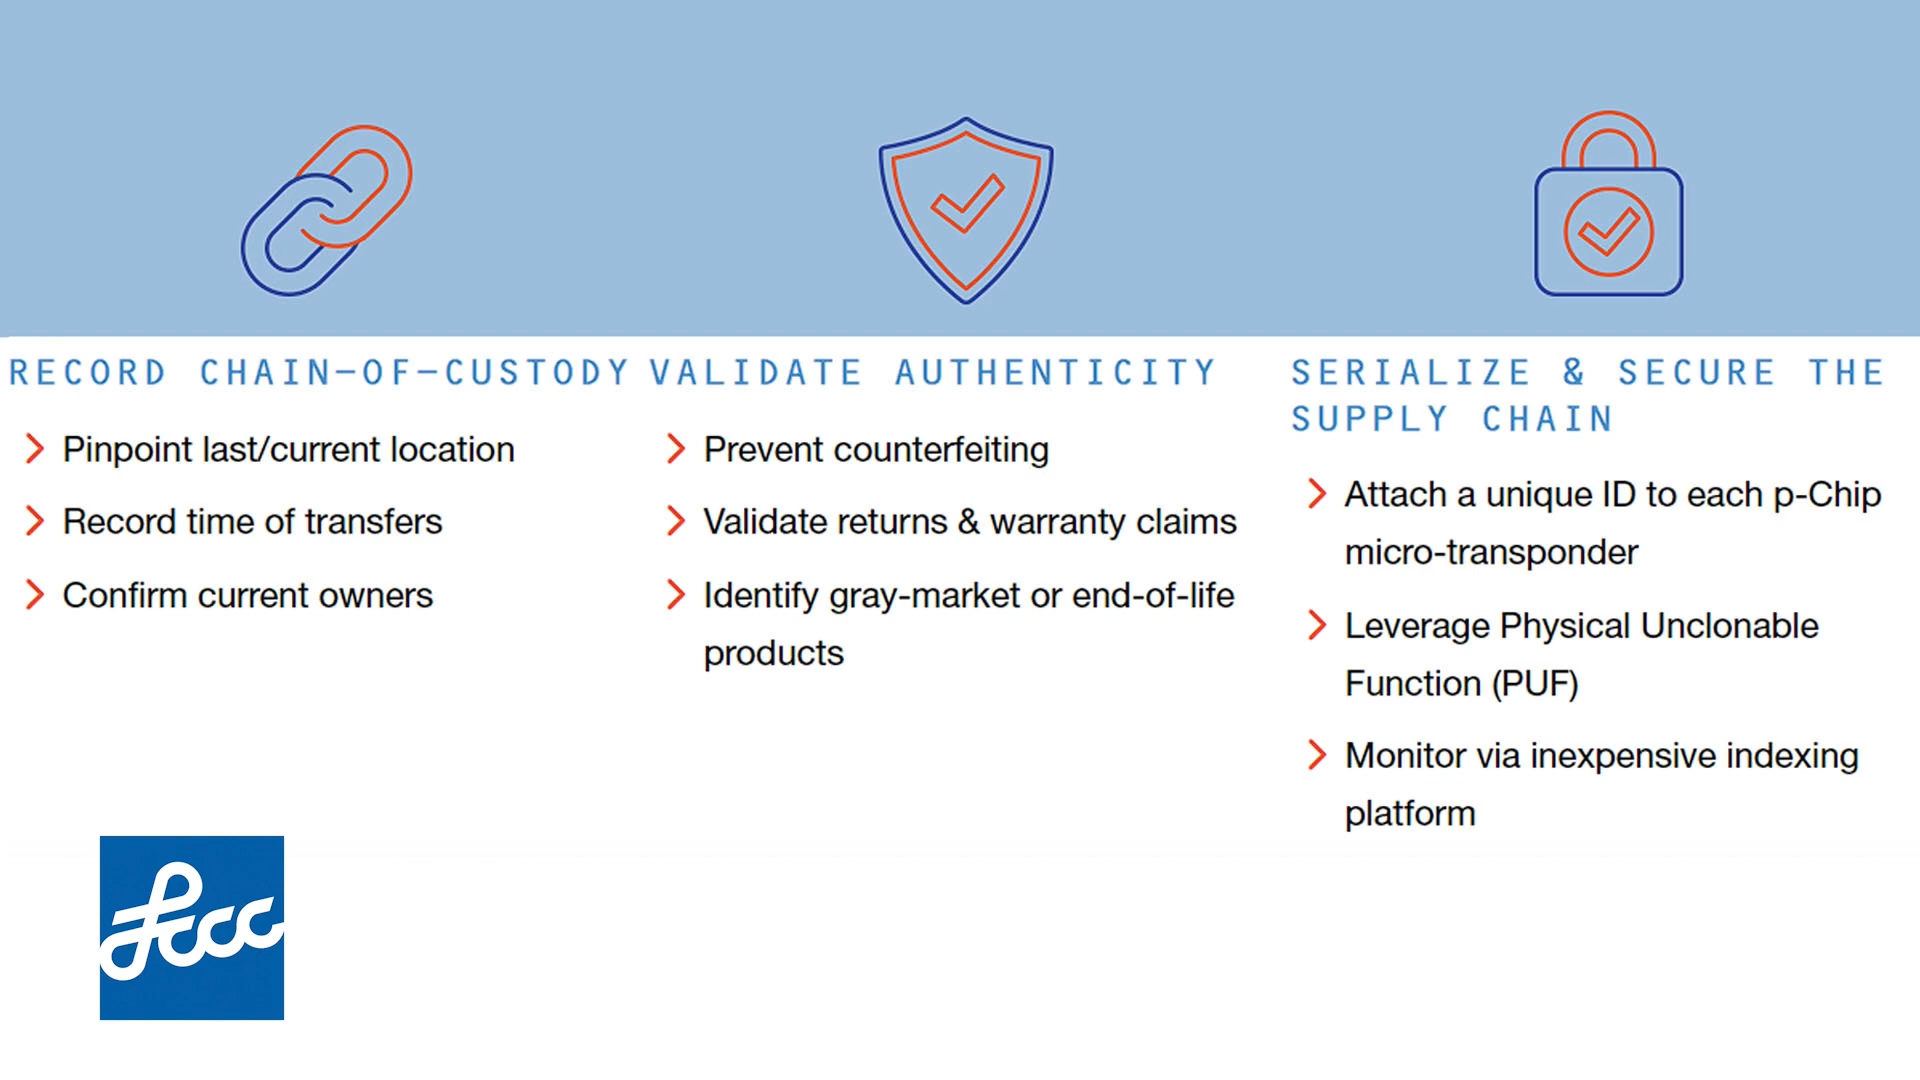 RECORD CHAIN-OF-CUSTODY
Pinpoint last/current location
Record time of transfers
Confirm current owners
VALIDATE AUTHENTICITY
Prevent counterfeiting
Validate returns & warranty claims
Identify gray-market or end-of-life
products
SERIALIZE & SECURE THE
SUPPLY CHAIN
Attach a unique ID to each p-Chip
micro-transponder
Leverage Physical Unclonable
Function (PUF)
Monitor via inexpensive indexing
platform